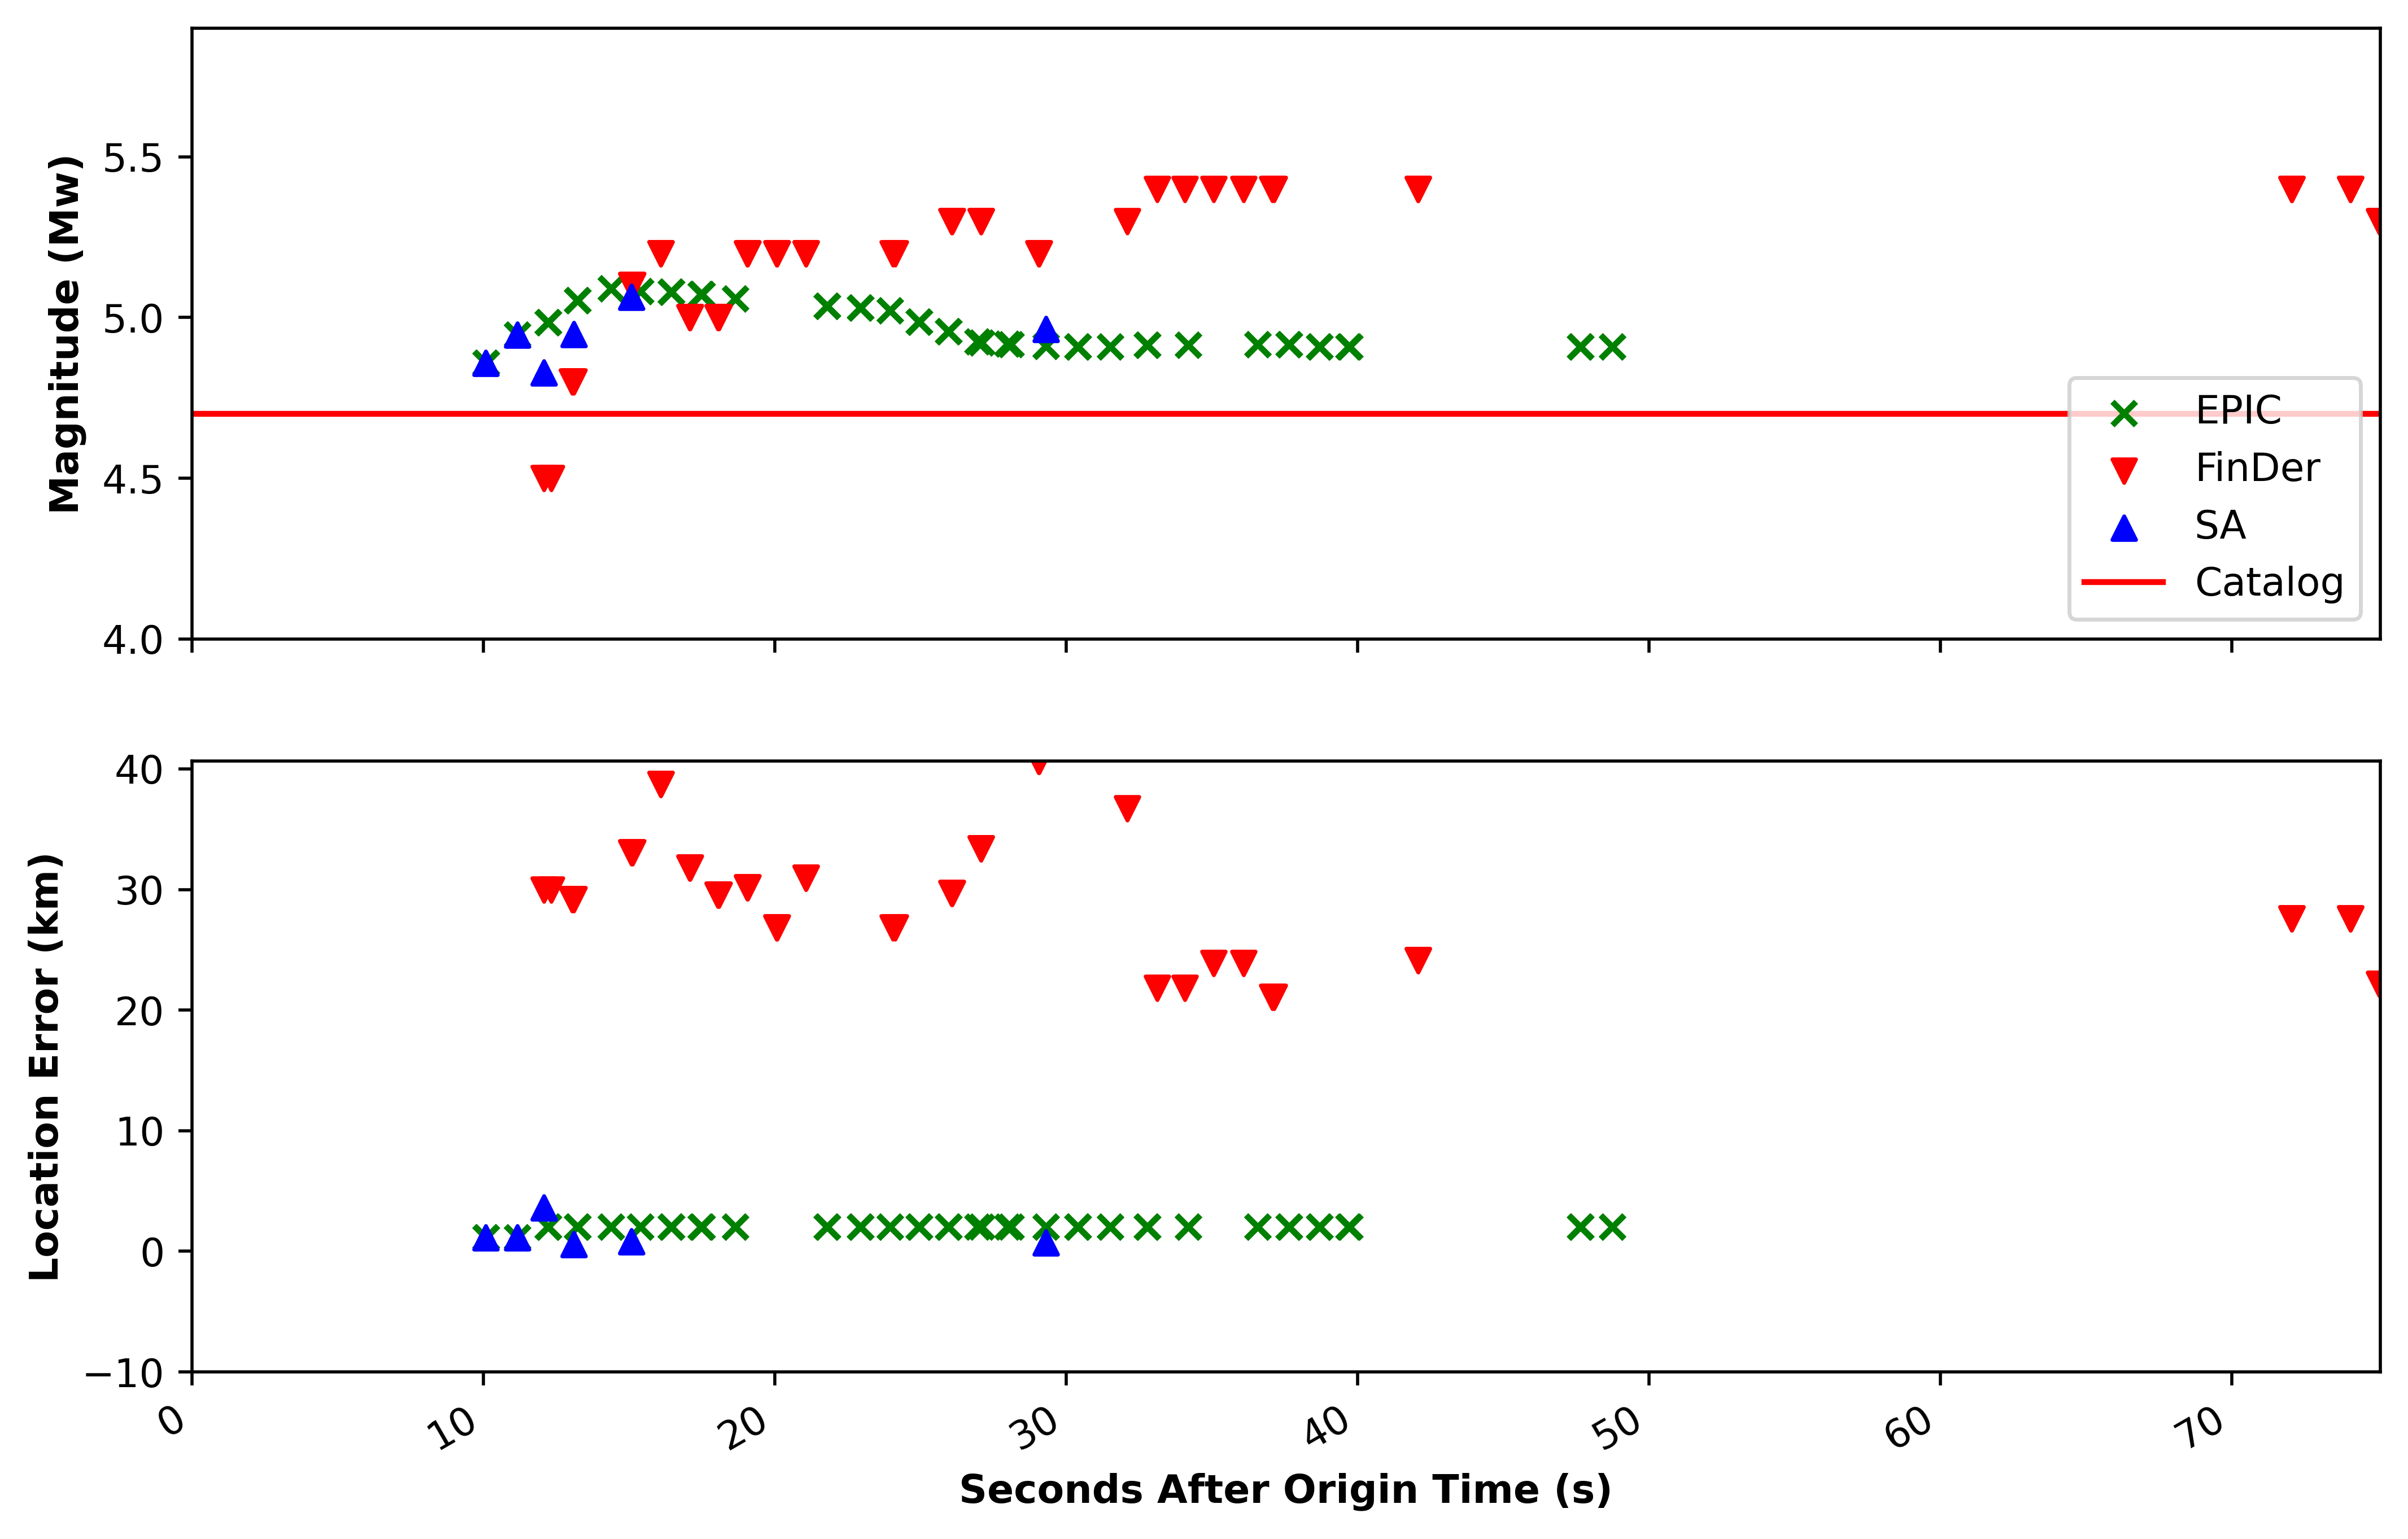 Magnitude (Mw)
5.5
5.0
4.5
4.0
EPIC
FinDer
SA
Catalog
Location Error (km)
40
30
20
10
0
−10
0 10 20 30 40 50 60 70
Seconds After Origin Time (s)